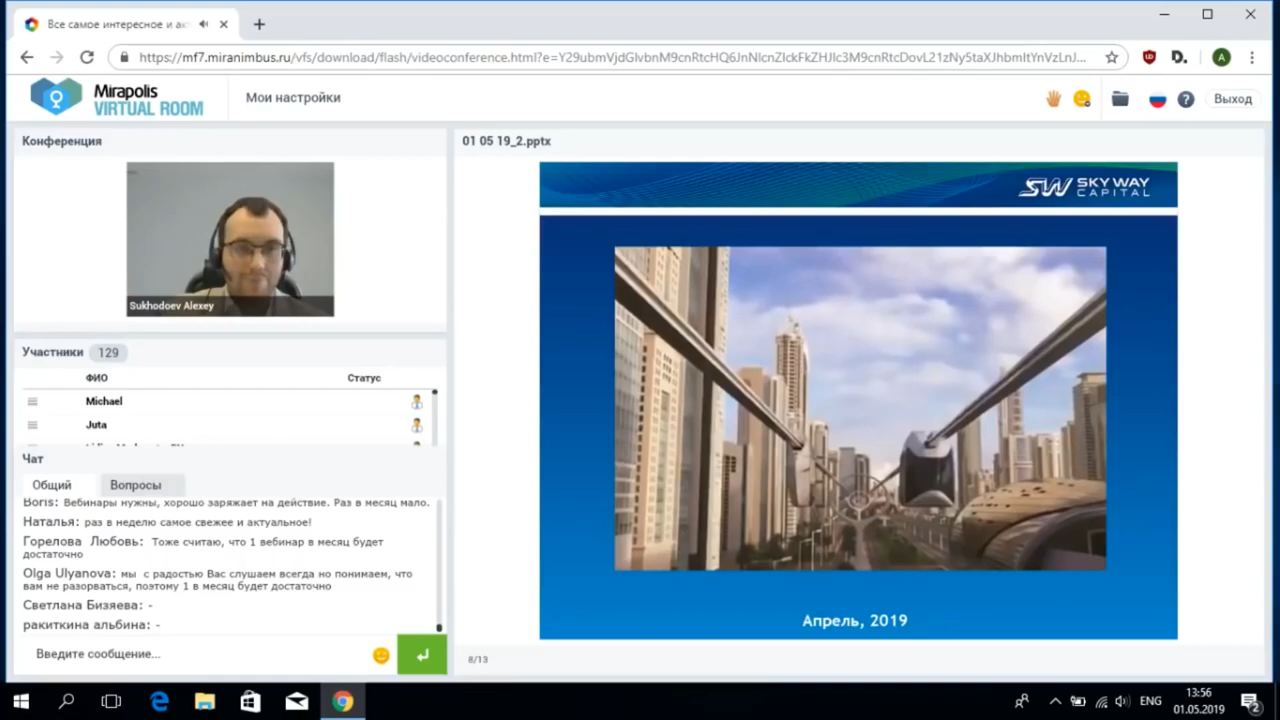 Все самое интересное и ак
https://mf7.miranimbus.ru/vfs/download/flash/videoconference.html?e=
D.
A
Mirapolis
VIRTUAL ROOM
Мои настройки
Выход
Конференция
01 05 19_2.pptx
SW SKY WAY
CAPITAL
Sukhodoev Alexey
Участники 129
ФИО Статус
Michael
Juta
Чат
Общий Вопросы
Boris: Вебинары нужны, хорошо заряжает на действие. Раз в месяц мало.
Наталья: раз в неделю самое свежее и актуальное!
Горелова Любовь: Тоже считаю, что 1 вебинар в месяц будет
достаточно
Olga Ulyanova: мы с радостью Вас слушаем всегда но понимаем, что
вам не разорваться, поэтому 1 в месяц будет достаточно
Светлана Бизяева: -
ракиткина альбина: -
Апрель, 2019
Введите сообщение...
8/13
ENG
13:56
01.05.2019
2